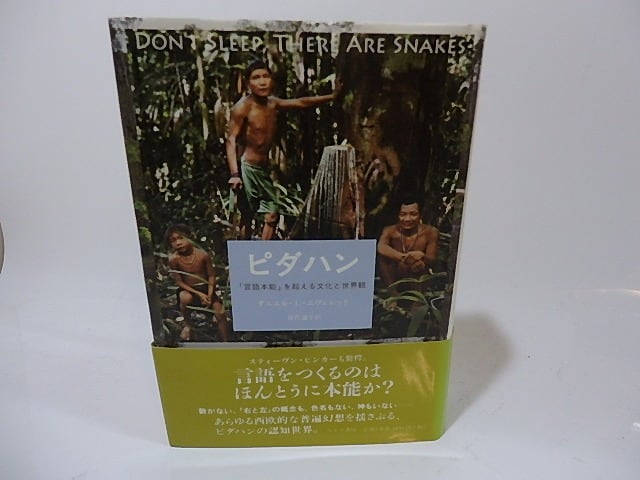 DON'T SLEEP, THERE ARE SNAKES
ピダハン
「言語本能」を超える文化と世界観
ダニエル・L・エヴェレット
屋代通子訳
スティーヴン・ピンカーも驚愕。
言語をつくるのは
ほんとうに本能か?
数がない、「右と左」の概念も、色名もない、神もいない――
あらゆる西欧的な普遍幻想を揺さぶる、
ピダハンの認知世界。